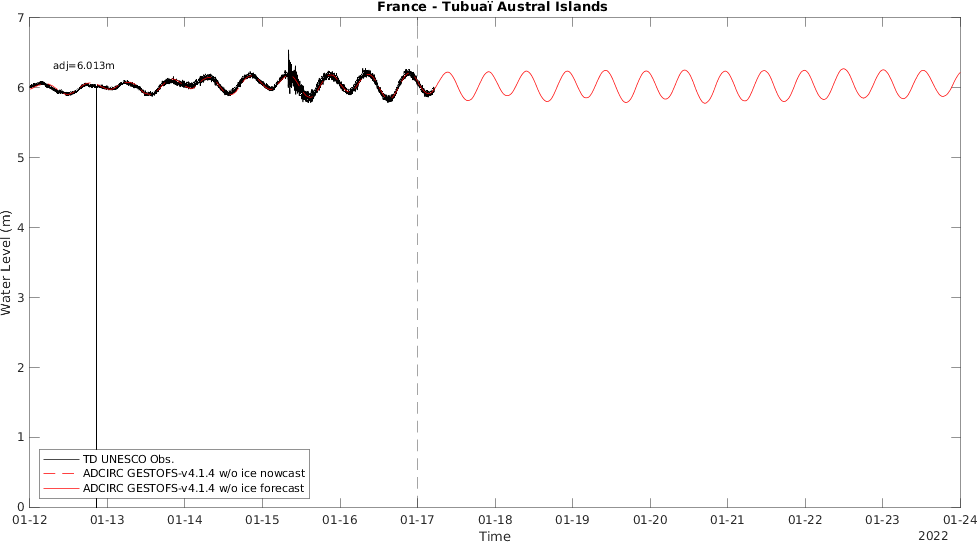 France - Tubuaï Austral Islands
7
6
5
4
3
2
1
0
Water Level (m)
adj=6.013m
TD UNESCO Obs.
ADCIRC GESTOFS-v4.1.4 w/o ice nowcast
ADCIRC GESTOFS-v4.1.4 w/o ice forecast
01-12 01-13 01-14 01-15 01-16 01-17 01-18 01-19 01-20 01-21 01-22 01-23 01-24
Time
2022